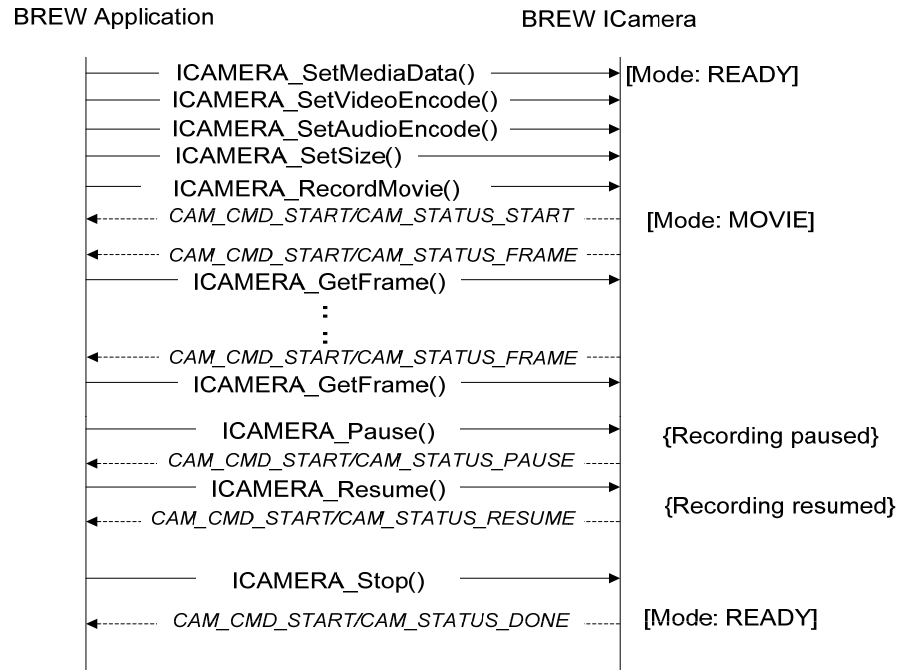 BREW Application BREW ICamera
ICAMERA_SetMediaData() [Mode: READY]
ICAMERA_SetVideoEncode()
ICAMERA_SetAudioEncode()
ICAMERA_SetSize()
ICAMERA_RecordMovie()
CAM_CMD_START/CAM_STATUS_START [Mode: MOVIE]
CAM_CMD_START/CAM_STATUS_FRAME
ICAMERA_GetFrame()
:
:
CAM_CMD_START/CAM_STATUS_FRAME
ICAMERA_GetFrame()
ICAMERA_Pause() {Recording paused}
CAM_CMD_START/CAM_STATUS_PAUSE
ICAMERA_Resume() {Recording resumed}
CAM_CMD_START/CAM_STATUS_RESUME
ICAMERA_Stop()
CAM_CMD_START/CAM_STATUS_DONE [Mode: READY]